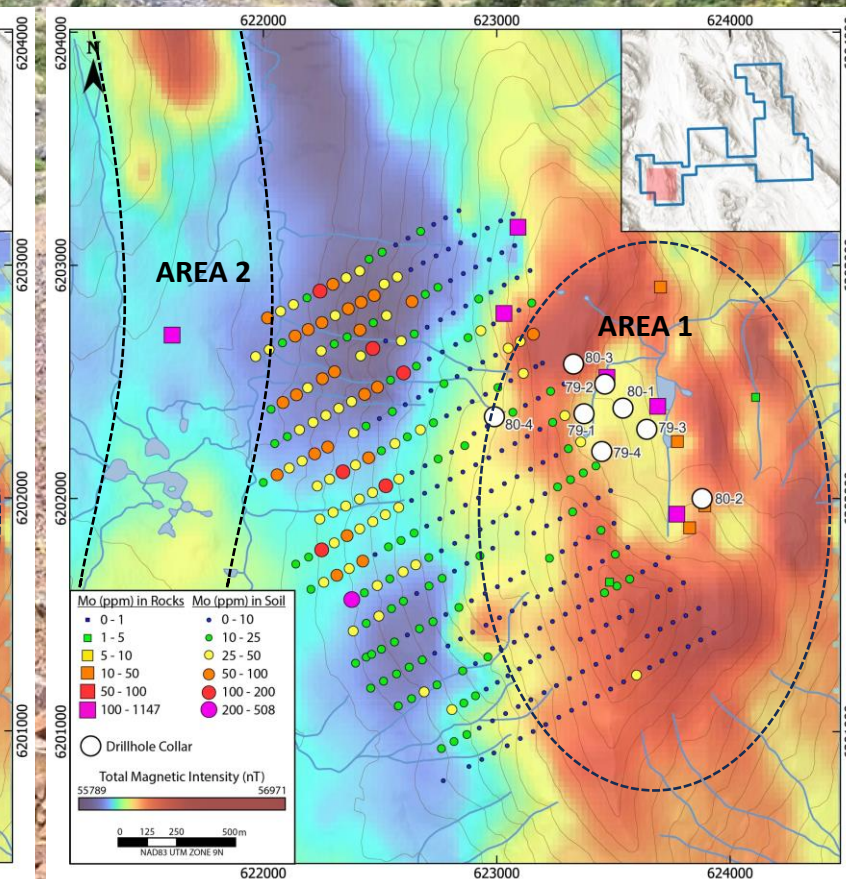 622000 623000 624000
6204000
6204000
N
6203000
6203000
AREA 2
AREA 1
80-3
79-2
80-1
80-4
79-1
79-3
79-4
6202000
6202000
80-2
Mo (ppm) in Rocks Mo (ppm) in Soil
0 - 1 0 - 10
1 - 5 10 - 25
5 - 10 25 - 50
10 - 50 50 - 100
50 - 100 100 - 200
100 - 1147 200 - 508
Drillhole Collar
6201000
6201000
Total Magnetic Intensity (nT)
55789 56971
0 125 250 500m
NAD83 UTM ZONE 9N
622000 623000 624000